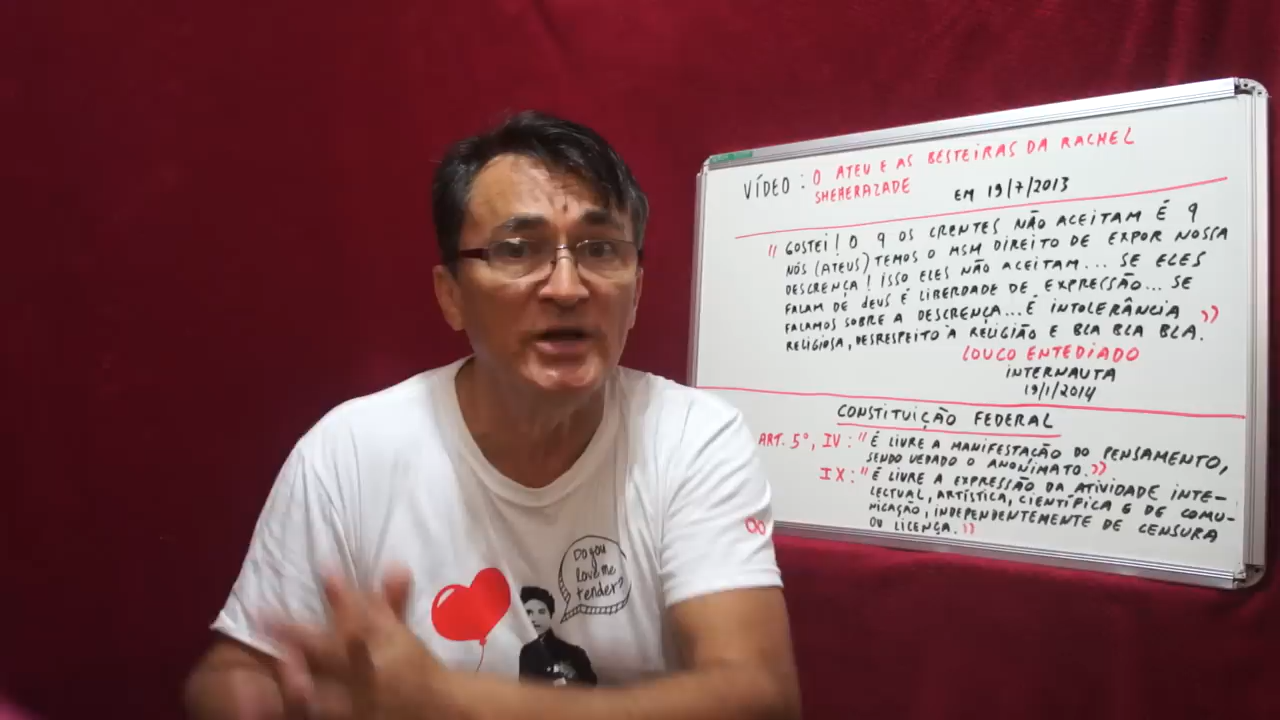 VÍDEO : O ATEU E AS BESTEIRAS DA RACHEL
SHEHERAZADE EM 19/7/2013
"GOSTEI! O Q OS CRENTES NÃO ACEITAM É Q
NÓS (ATEUS) TEMOS O MSM DIREITO DE EXPOR NOSSA
DESCRENÇA! ISSO ELES NÃO ACEITAM... SE ELES
FALAM DE DEUS É LIBERDADE DE EXPRESSÃO... SE
FALAMOS SOBRE A DESCRENÇA... É INTOLERÂNCIA
RELIGIOSA, DESRESPEITO À RELIGIÃO E BLA BLA BLA."
LOUCO ENTEDIADO
INTERNAUTA
19/1/2014
CONSTITUIÇÃO FEDERAL
ART. 5º, IV : "É LIVRE A MANIFESTAÇÃO DO PENSAMENTO,
SENDO VEDADO O ANONIMATO."
IX : "É LIVRE A EXPRESSÃO DA ATIVIDADE INTE-
LECTUAL, ARTÍSTICA, CIENTÍFICA E DE COMU-
NICAÇÃO, INDEPENDENTEMENTE DE CENSURA
OU LICENÇA."
Do you
love me
tender?